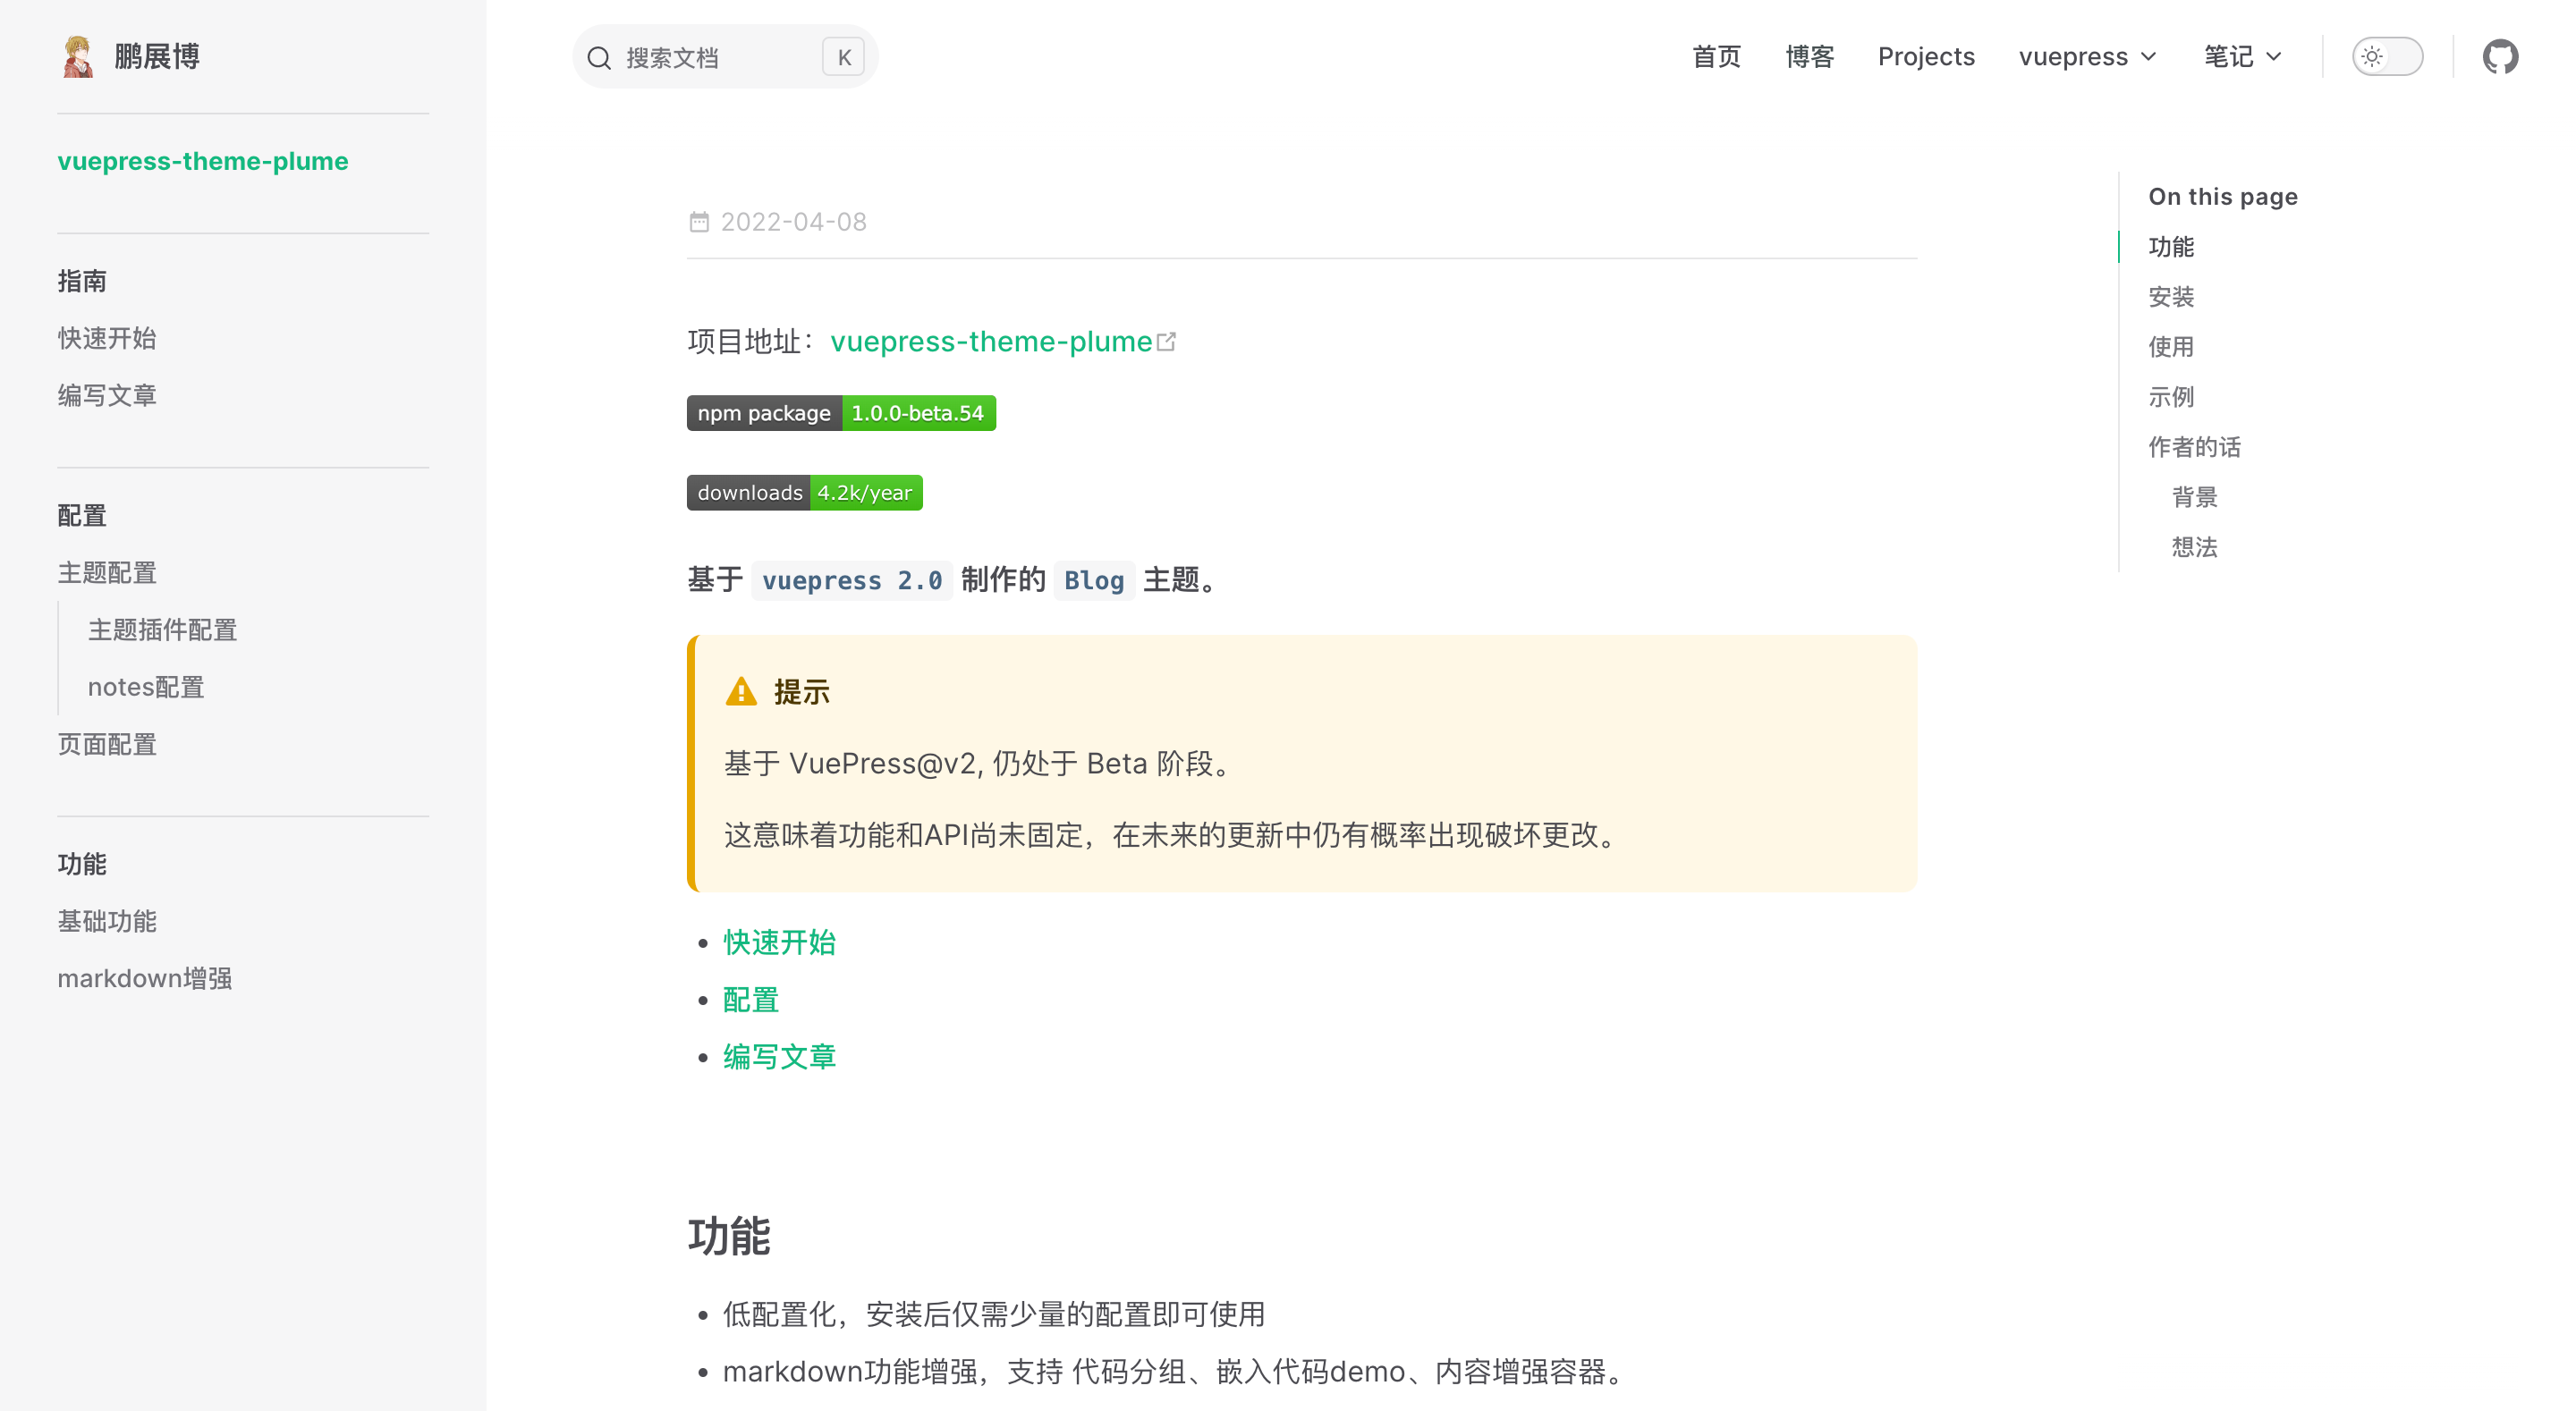 鹏展博
搜索文档 K
首页 博客 Projects vuepress 笔记
vuepress-theme-plume
指南
快速开始
编写文章
配置
主题配置
主题插件配置
notes配置
页面配置
功能
基础功能
markdown增强
2022-04-08
项目地址：vuepress-theme-plume
npm package 1.0.0-beta.54
downloads 4.2k/year
基于 vuepress 2.0 制作的 Blog 主题。
提示
基于 VuePress@v2, 仍处于 Beta 阶段。
这意味着功能和API尚未固定，在未来的更新中仍有概率出现破坏更改。
快速开始
配置
编写文章
功能
低配置化，安装后仅需少量的配置即可使用
markdown功能增强，支持 代码分组、嵌入代码demo、内容增强容器。
On this page
功能
安装
使用
示例
作者的话
背景
想法